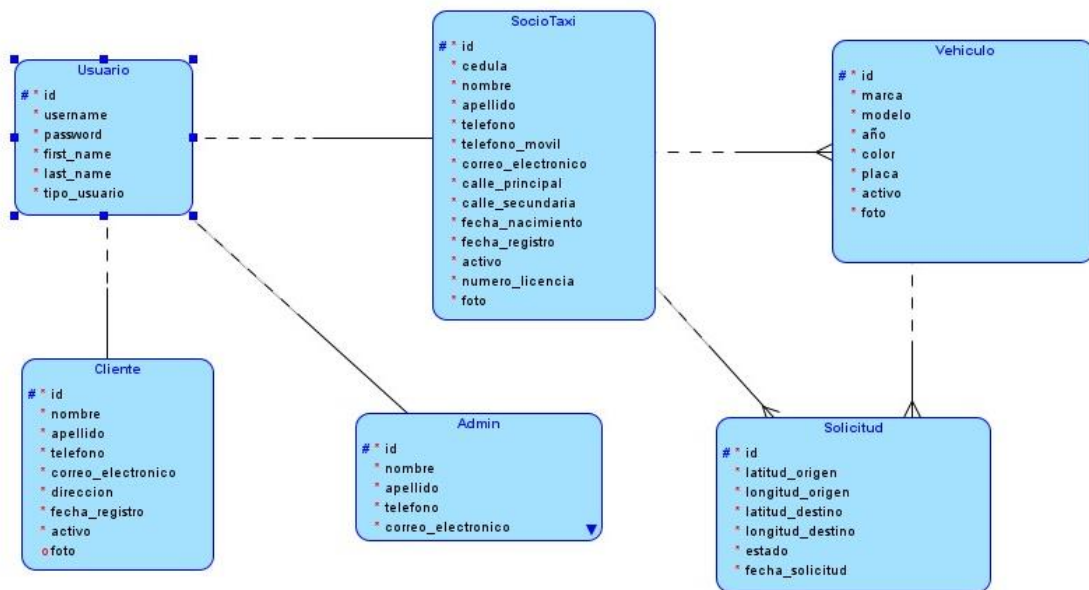 Usuario
# * id
* username
* password
* first_name
* last_name
* tipo_usuario
SocioTaxi
# * id
* cedula
* nombre
* apellido
* telefono
* telefono_movil
* correo_electronico
* calle_principal
* calle_secundaria
* fecha_nacimiento
* fecha_registro
* activo
* numero_licencia
* foto
Vehiculo
# * id
* marca
* modelo
* año
* color
* placa
* activo
* foto
Cliente
# * id
* nombre
* apellido
* telefono
* correo_electronico
* direccion
* fecha_registro
* activo
o foto
Admin
# * id
* nombre
* apellido
* telefono
* correo_electronico
Solicitud
# * id
* latitud_origen
* longitud_origen
* latitud_destino
* longitud_destino
* estado
* fecha_solicitud